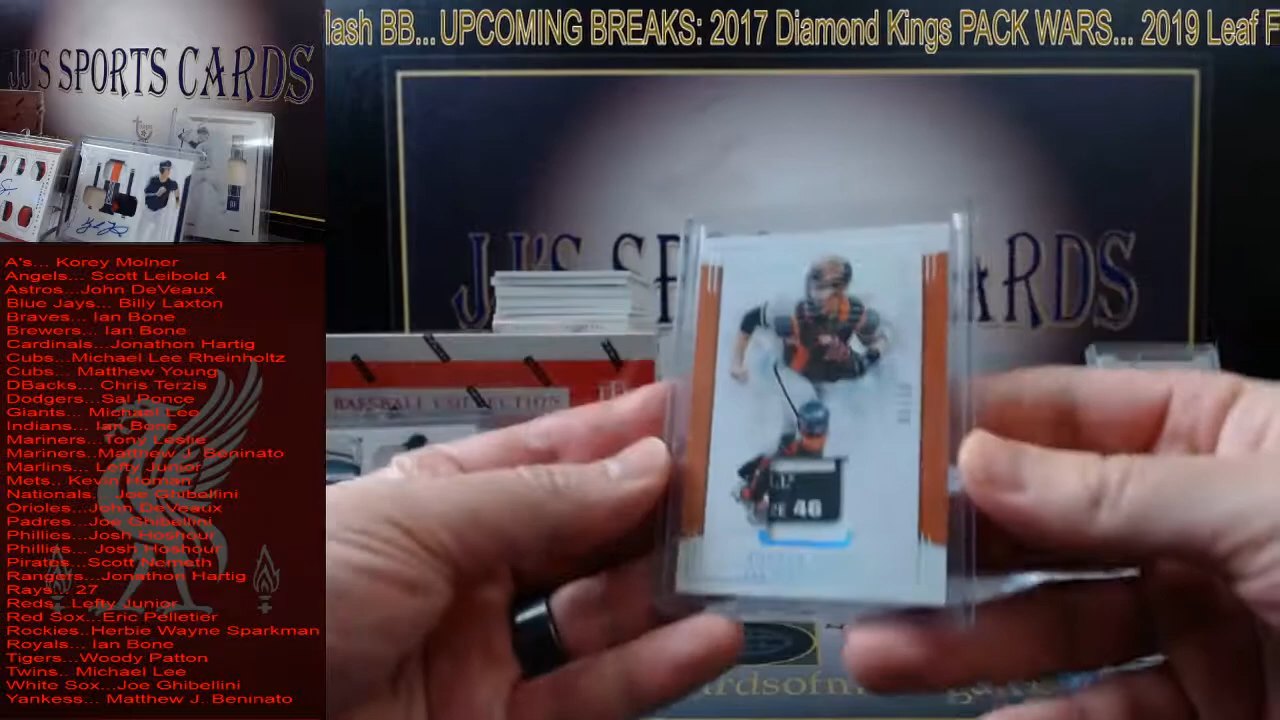 lash BB... UPCOMING BREAKS: 2017 Diamond Kings PACK WARS... 2019 Leaf F
JJ'S SPORTS CARDS
JJ'S SP ARDS
BASEBALL COLLECTION
46
A's... Korey Molner
Angels... Scott Leibold 4
Astros...John DeVeaux
Blue Jays... Billy Laxton
Braves... Ian Bone
Brewers... Ian Bone
Cardinals...Jonathon Hartig
Cubs...Michael Lee Rheinholtz
Cubs... Matthew Young
DBacks... Chris Terzis
Dodgers...Sal Ponce
Giants... Michael Lee
Indians... Ian Bone
Mariners...Tony Leslie
Mariners..Matthew J. Beninato
Marlins... Lefty Junior
Mets.. Kevin Homan
Nationals... Joe Ghibellini
Orioles...John DeVeaux
Padres...Joe Ghibellini
Phillies...Josh Hoshour
Phillies... Josh Hoshour
Pirates...Scott Nemeth
Rangers...Jonathon Hartig
Rays... 27
Reds...Lefty Junior
Red Sox...Eric Pelletier
Rockies..Herbie Wayne Sparkman
Royals... Ian Bone
Tigers...Woody Patton
Twins.. Michael Lee
White Sox...Joe Ghibellini
Yankess... Matthew J. Beninato